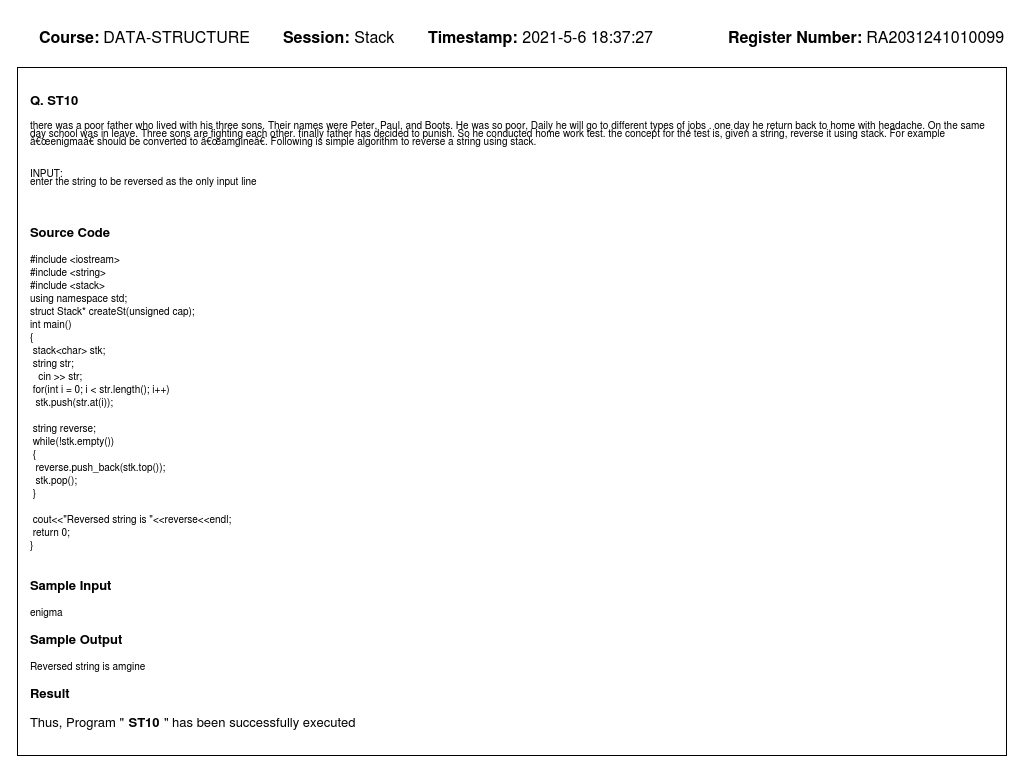 Course: DATA-STRUCTURE Session: Stack Timestamp: 2021-5-6 18:37:27 Register Number: RA2031241010099
Q. ST10
there was a poor father who lived with his three sons. Their names were Peter, Paul, and Boots. He was so poor. Daily he will go to different types of jobs . one day he return back to home with headache. On the same
day school was in leave. Three sons are fighting each other. finally father has decided to punish. So he conducted home work test. the concept for the test is, given a string, reverse it using stack. For example
â€œenigmaâ€ should be converted to â€œamgineâ€. Following is simple algorithm to reverse a string using stack.
INPUT:
enter the string to be reversed as the only input line
Source Code
#include <iostream>
#include <string>
#include <stack>
using namespace std;
struct Stack* createSt(unsigned cap);
int main()
{
stack<char> stk;
string str;
cin >> str;
for(int i = 0; i < str.length(); i++)
stk.push(str.at(i));
string reverse;
while(!stk.empty())
{
reverse.push_back(stk.top());
stk.pop();
}
cout<<"Reversed string is "<<reverse<<endl;
return 0;
}
Sample Input
enigma
Sample Output
Reversed string is amgine
Result
Thus, Program " ST10 " has been successfully executed